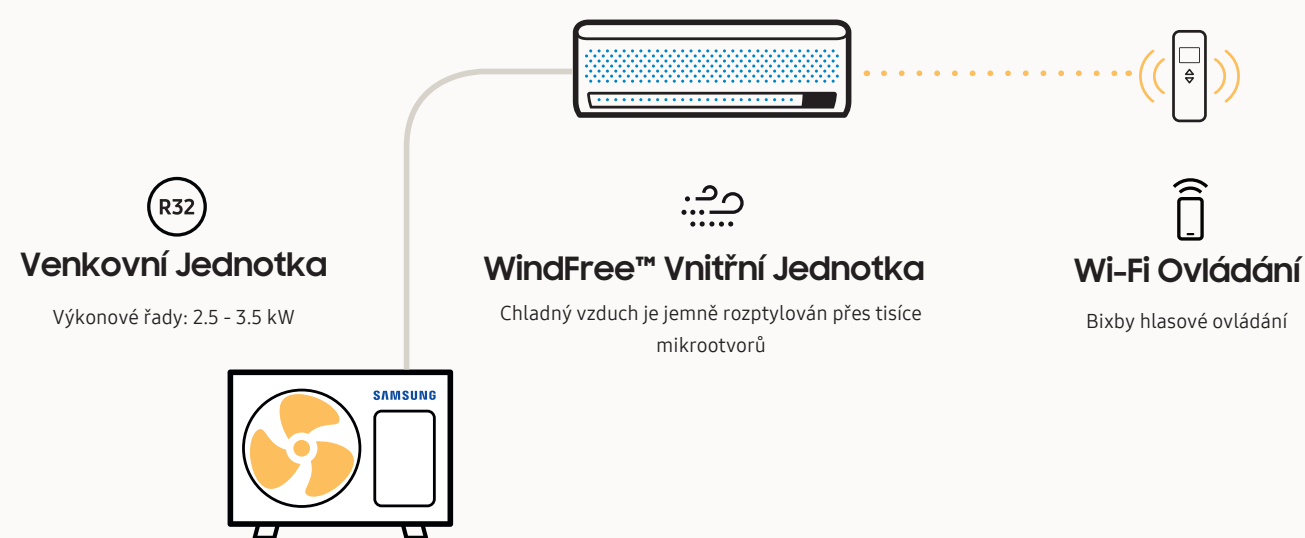 R32
Venkovní Jednotka
Výkonové řady: 2.5 - 3.5 kW
WindFree™ Vnitřní Jednotka
Chladný vzduch je jemně rozptylován přes tisíce
mikrootvorů
Wi-Fi Ovládání
Bixby hlasové ovládání
SAMSUNG